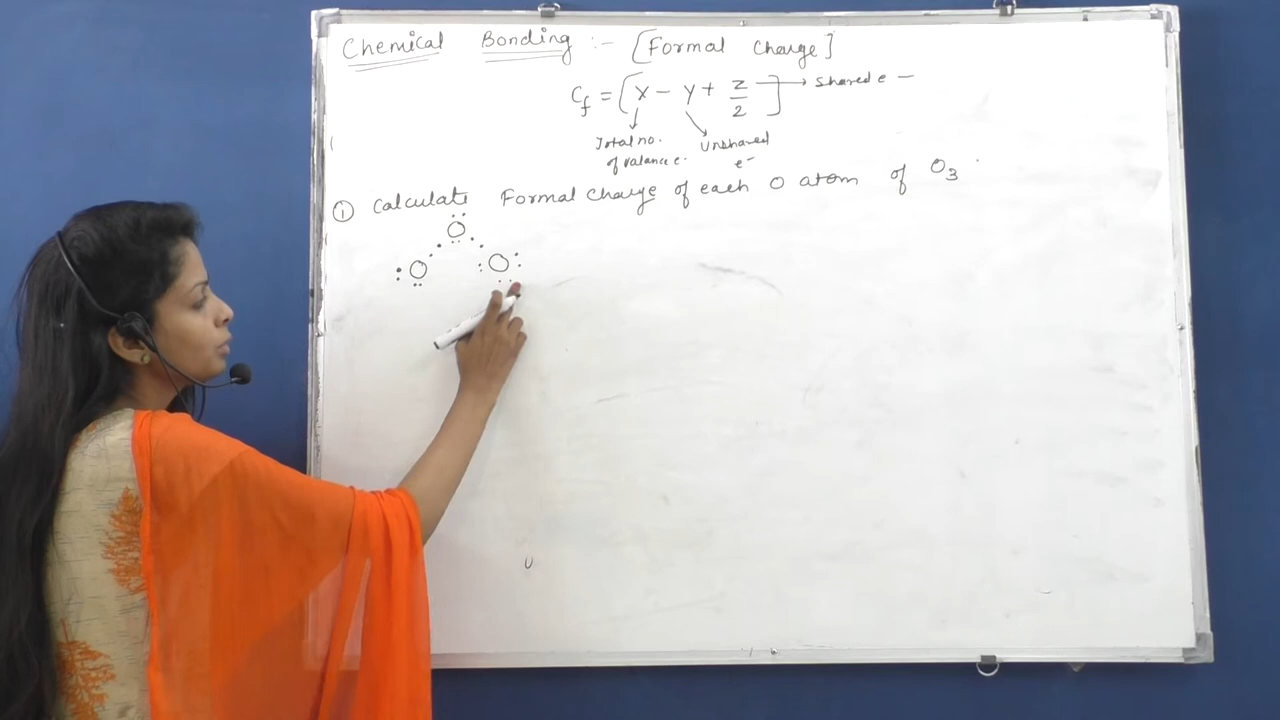 Chemical Bonding :- [Formal Charge]
Cf = [x - y + z/2] → Shared e -
Total no. of valance e-
Unshared e-
① Calculate Formal Charge of each O atom of O3
O
O O